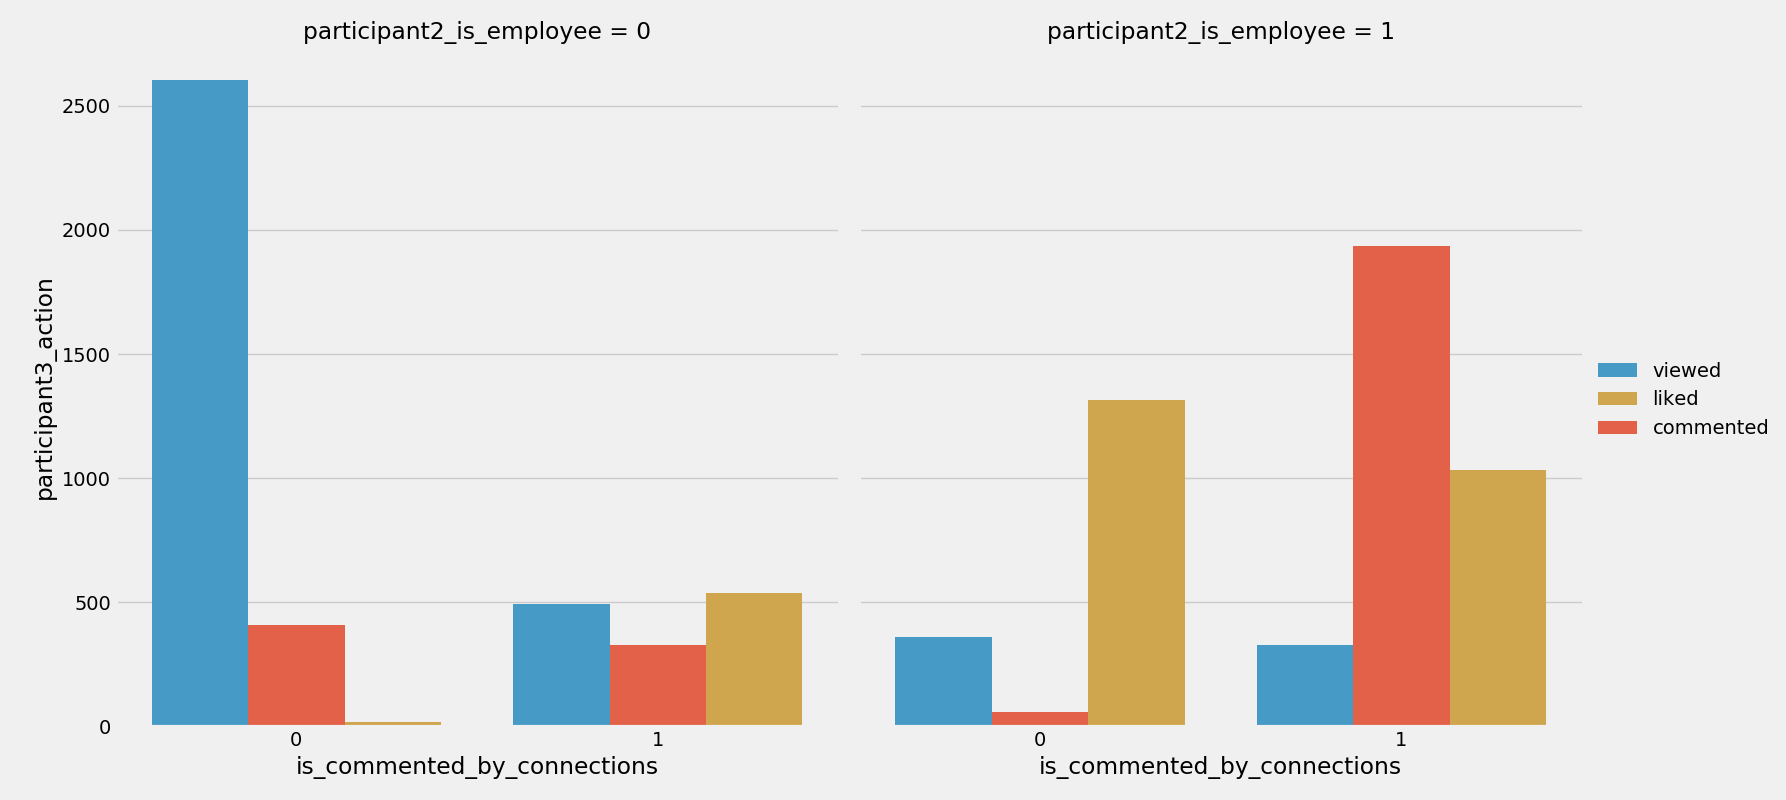 participant2_is_employee = 0
participant2_is_employee = 1
participant3_action
2500
2000
1500
1000
500
0
0
1
0
1
is_commented_by_connections
is_commented_by_connections
viewed
liked
commented